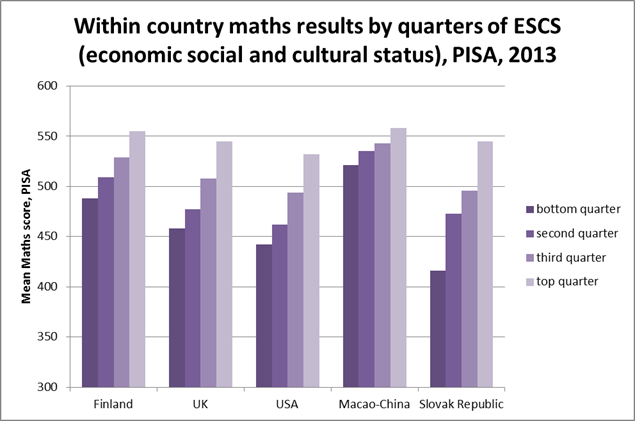 Within country maths results by quarters of ESCS
(economic social and cultural status), PISA, 2013
Mean Maths score, PISA
600
550
500
450
400
350
300
Finland
UK
USA
Macao-China
Slovak Republic
bottom quarter
second quarter
third quarter
top quarter